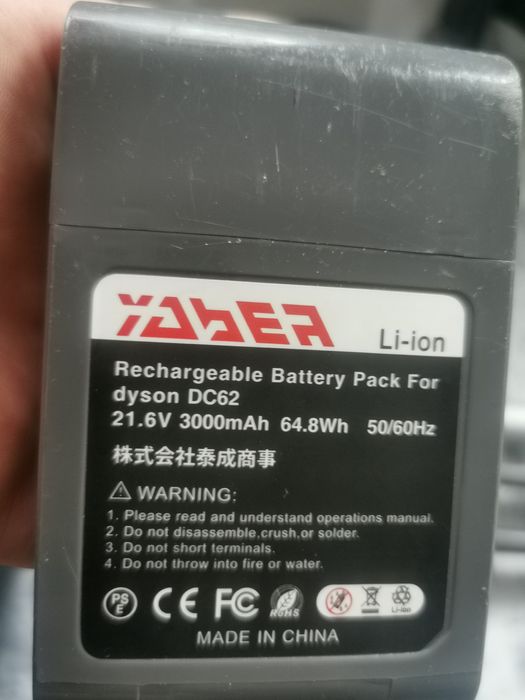 YABER
Li-ion
Rechargeable Battery Pack For
dyson DC62
21.6V 3000mAh 64.8Wh 50/60Hz
株式会社泰成商事
WARNING:
1. Please read and understand operations manual.
2. Do not disassemble,crush,or solder.
3. Do not short terminals.
4. Do not throw into fire or water.
PS
E
CE FC RoHS Li-ion
MADE IN CHINA